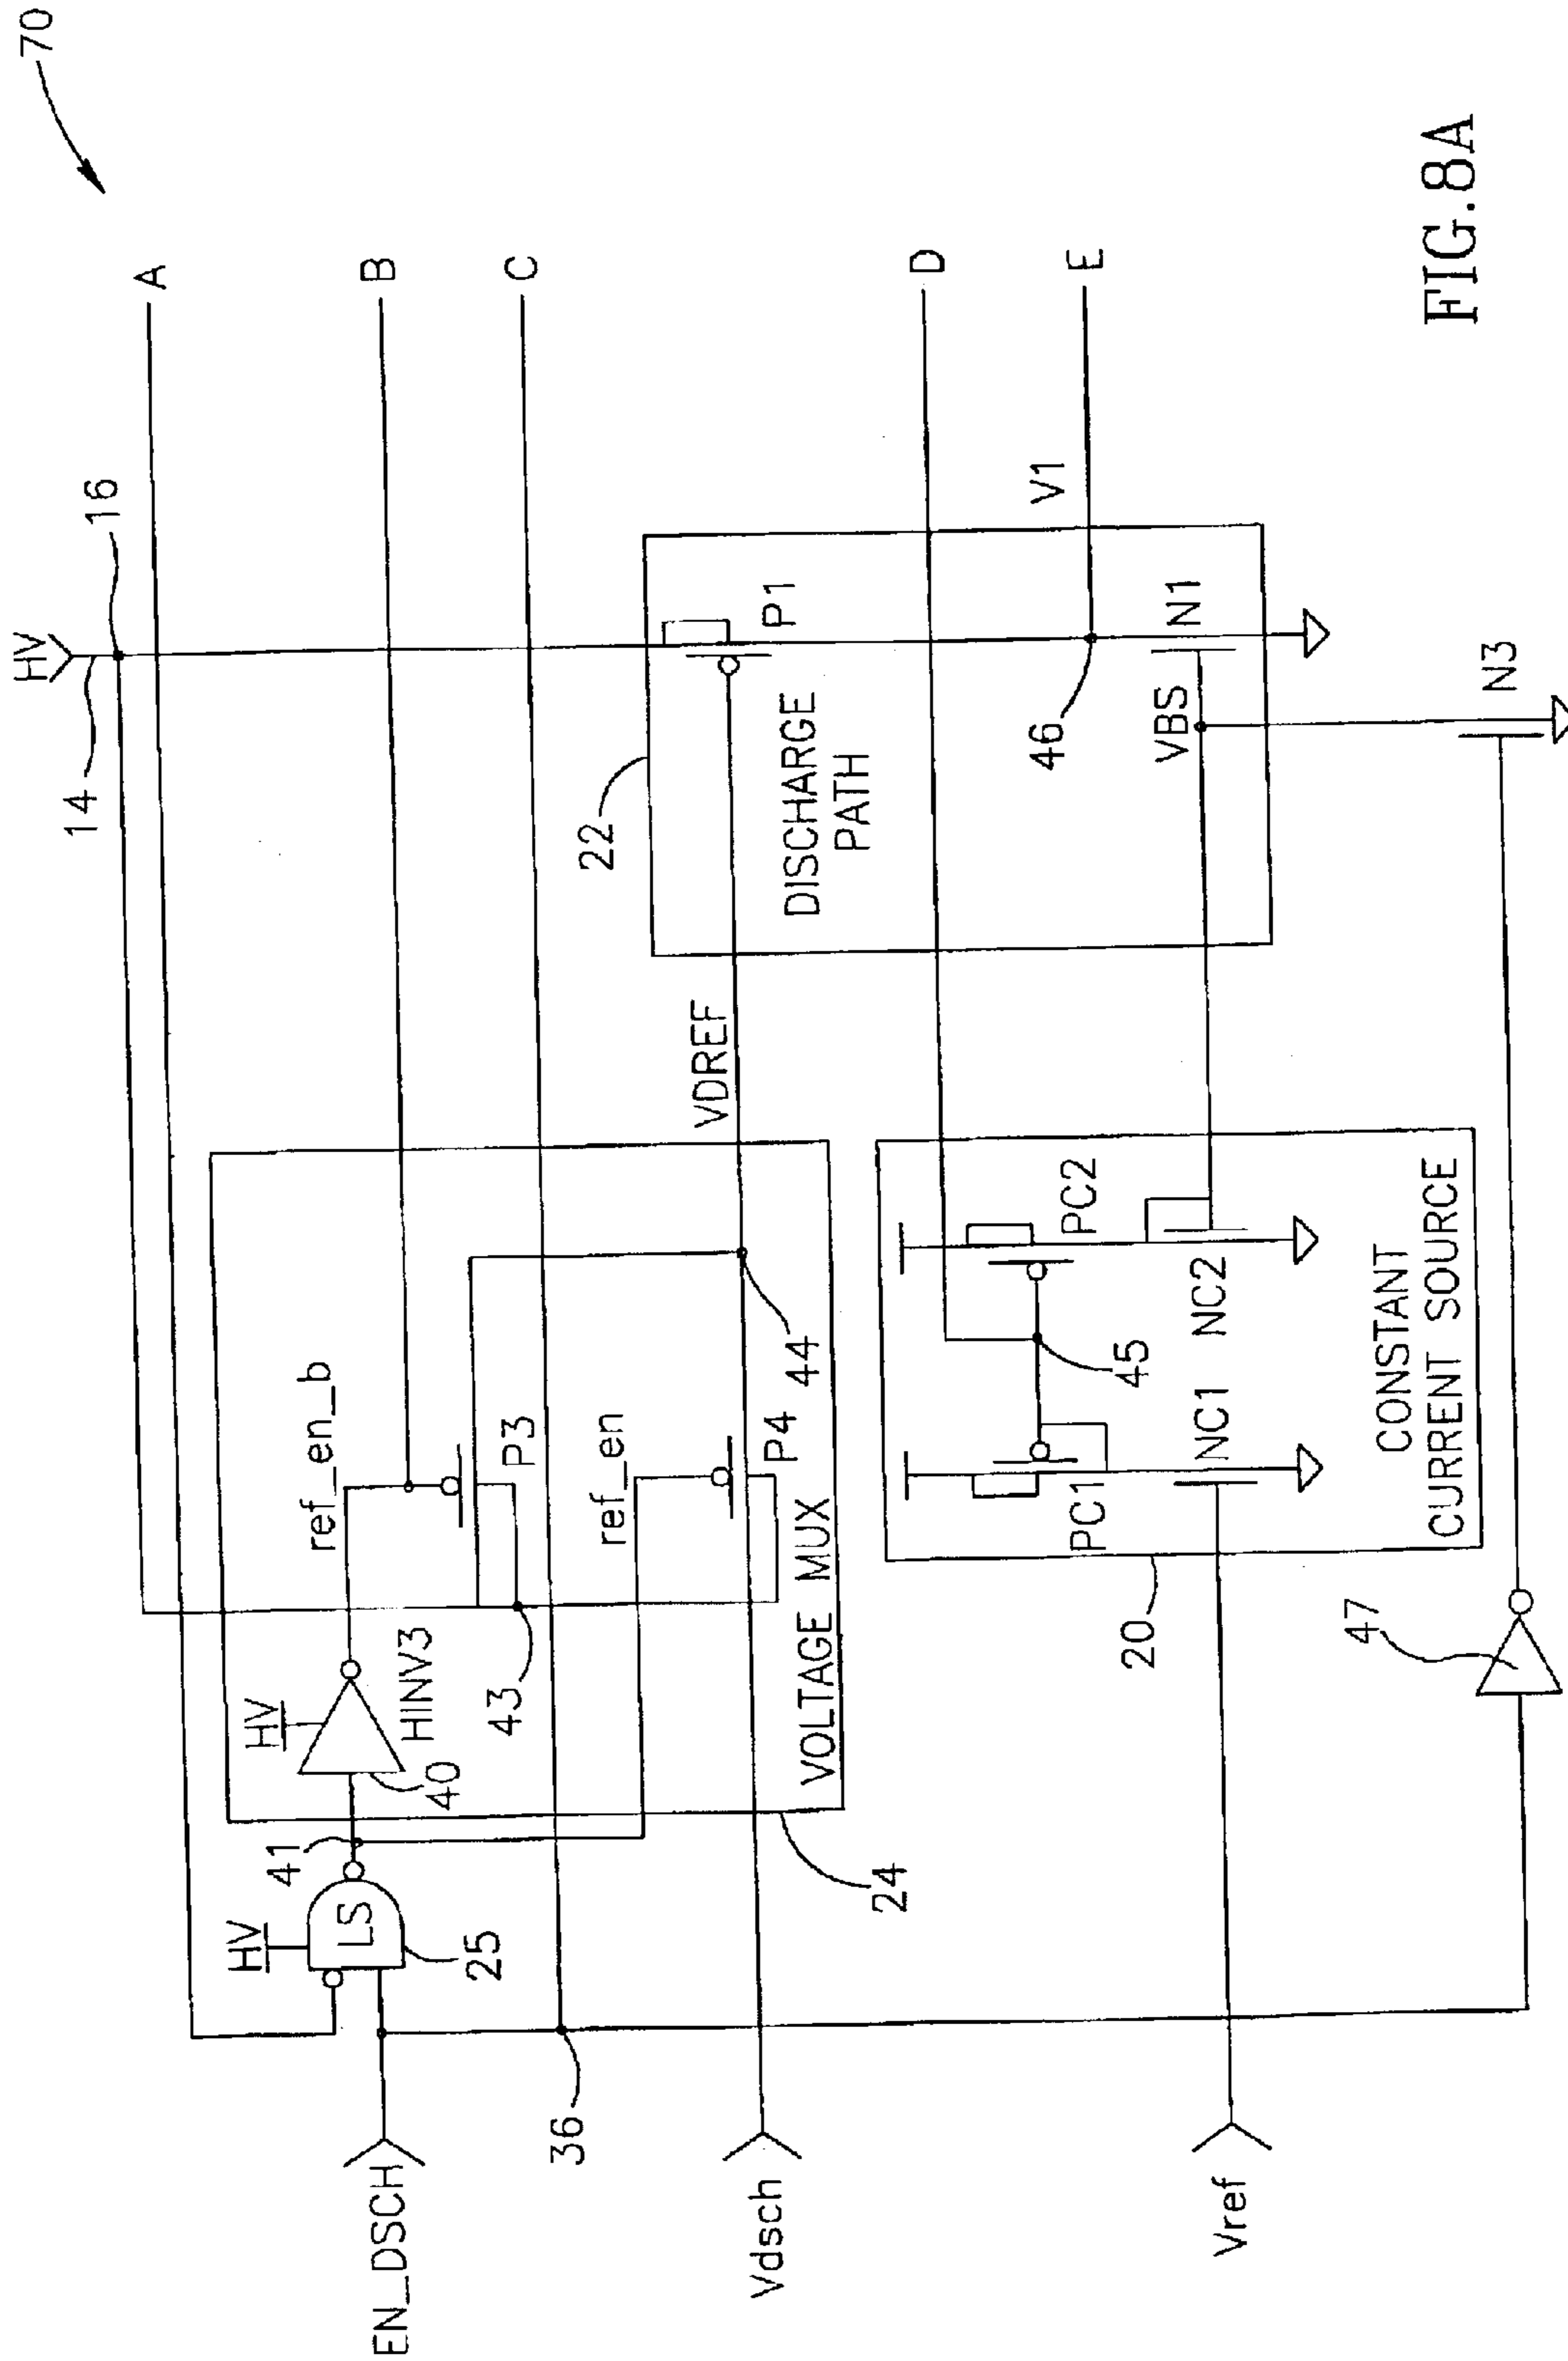 70
HV
14
16
A
B
C
D
E
EN_DSCH
36
Vdsch
Vref
HV
LS
25
41
HV
40
HINV3
ref_en_b
P3
43
ref_en
P4
44
VOLTAGE MUX
24
VDREF
22
DISCHARGE
PATH
P1
V1
46
VBS
N1
N3
PC1
NC1
45
PC2
NC2
CONSTANT
CURRENT SOURCE
20
47
FIG.8A